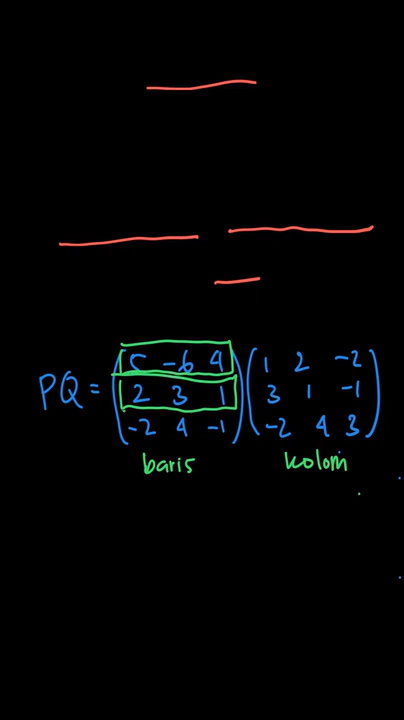 5 -6 4 1 2 -2
PQ = 2 3 1 3 1 -1
-2 4 -1 -2 4 3
baris kolom